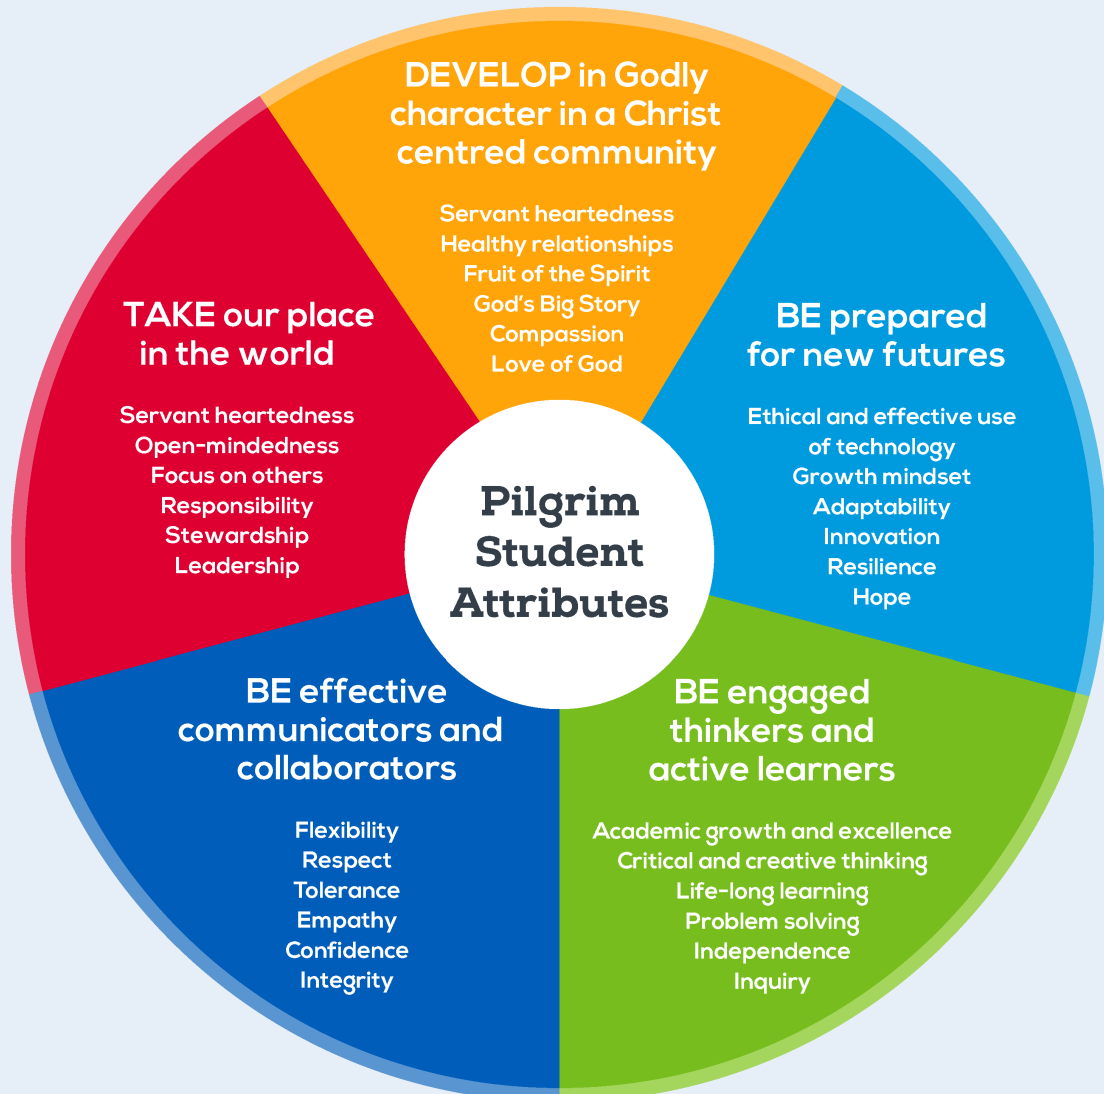 DEVELOP in Godly
character in a Christ
centred community
Servant heartedness
Healthy relationships
Fruit of the Spirit
God's Big Story
Compassion
Love of God
BE prepared
for new futures
Ethical and effective use
of technology
Growth mindset
Adaptability
Innovation
Resilience
Hope
BE engaged
thinkers and
active learners
Academic growth and excellence
Critical and creative thinking
Life-long learning
Problem solving
Independence
Inquiry
BE effective
communicators and
collaborators
Flexibility
Respect
Tolerance
Empathy
Confidence
Integrity
TAKE our place
in the world
Servant heartedness
Open-mindedness
Focus on others
Responsibility
Stewardship
Leadership
Pilgrim
Student
Attributes